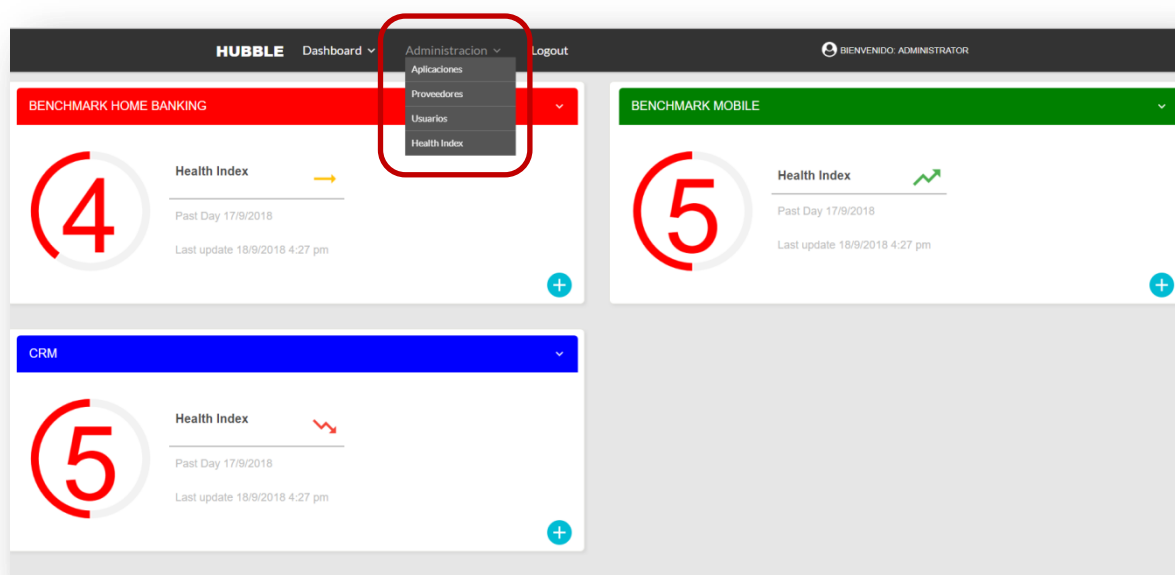 HUBBLE Dashboard Administracion Logout BIENVENIDO: ADMINISTRATOR
Aplicaciones
Proveedores
Usuarios
Health Index
BENCHMARK HOME BANKING
4
Health Index
Past Day 17/9/2018
Last update 18/9/2018 4:27 pm
BENCHMARK MOBILE
5
Health Index
Past Day 17/9/2018
Last update 18/9/2018 4:27 pm
CRM
5
Health Index
Past Day 17/9/2018
Last update 18/9/2018 4:27 pm